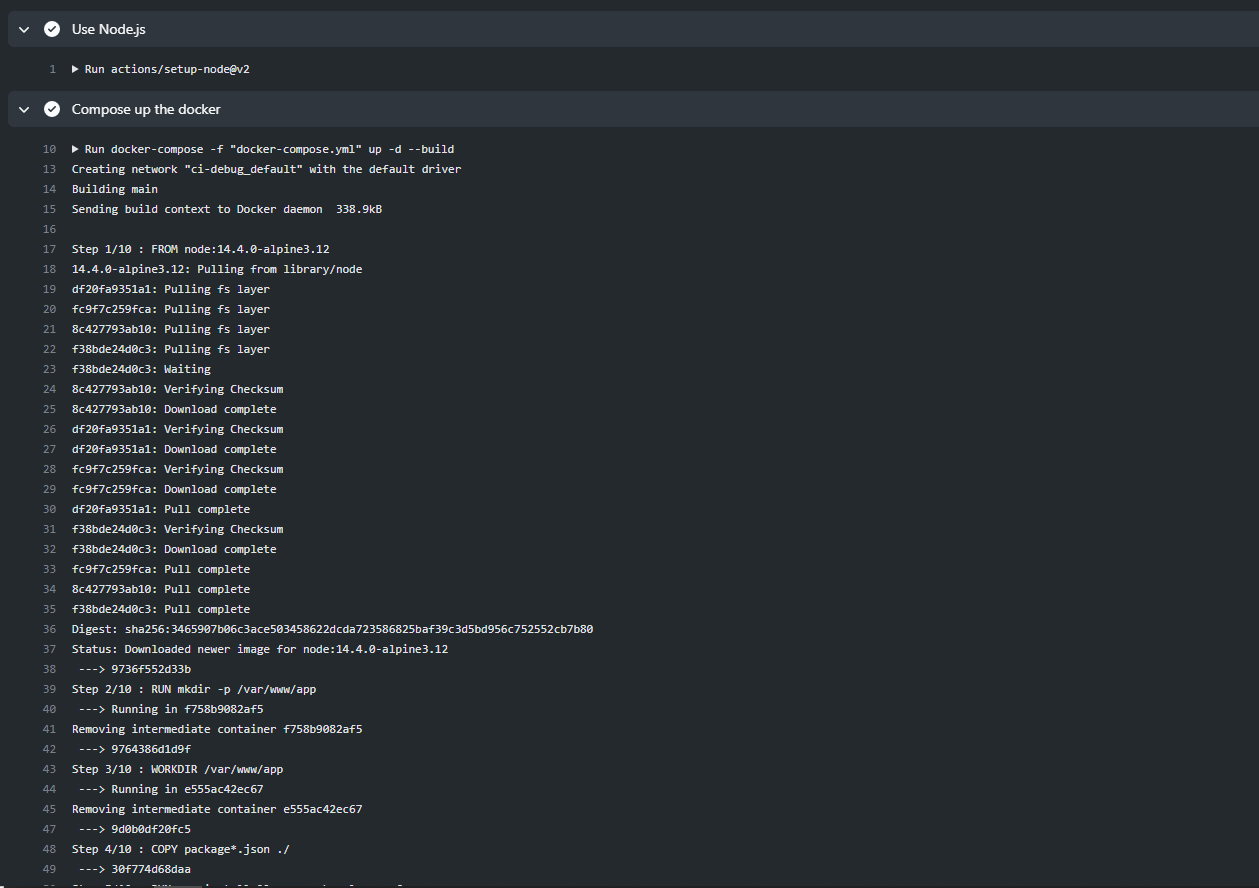 Use Node.js
1 Run actions/setup-node@v2
Compose up the docker
10 Run docker-compose -f "docker-compose.yml" up -d --build
13 Creating network "ci-debug_default" with the default driver
14 Building main
15 Sending build context to Docker daemon  338.9kB
16
17 Step 1/10 : FROM node:14.4.0-alpine3.12
18 14.4.0-alpine3.12: Pulling from library/node
19 df20fa9351a1: Pulling fs layer
20 fc9f7c259fca: Pulling fs layer
21 8c427793ab10: Pulling fs layer
22 f38bde24d0c3: Pulling fs layer
23 f38bde24d0c3: Waiting
24 8c427793ab10: Verifying Checksum
25 8c427793ab10: Download complete
26 df20fa9351a1: Verifying Checksum
27 df20fa9351a1: Download complete
28 fc9f7c259fca: Verifying Checksum
29 fc9f7c259fca: Download complete
30 df20fa9351a1: Pull complete
31 f38bde24d0c3: Verifying Checksum
32 f38bde24d0c3: Download complete
33 fc9f7c259fca: Pull complete
34 8c427793ab10: Pull complete
35 f38bde24d0c3: Pull complete
36 Digest: sha256:3465907b06c3ace503458622dcda723586825baf39c3d5bd956c752552cb7b80
37 Status: Downloaded newer image for node:14.4.0-alpine3.12
38 ---> 9736f552d33b
39 Step 2/10 : RUN mkdir -p /var/www/app
40 ---> Running in f758b9082af5
41 Removing intermediate container f758b9082af5
42 ---> 9764386d1d9f
43 Step 3/10 : WORKDIR /var/www/app
44 ---> Running in e555ac42ec67
45 Removing intermediate container e555ac42ec67
47 ---> 9d0b0df20fc5
48 Step 4/10 : COPY package*.json ./
49 ---> 30f774d68daa